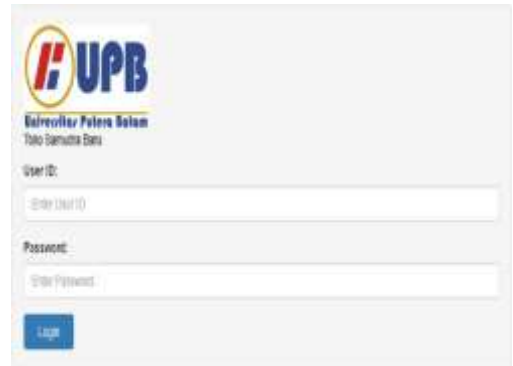 UPB
Universitas Putera Batam
Toko Samudra Baru
User ID:
Enter User ID
Password:
Enter Password
Login